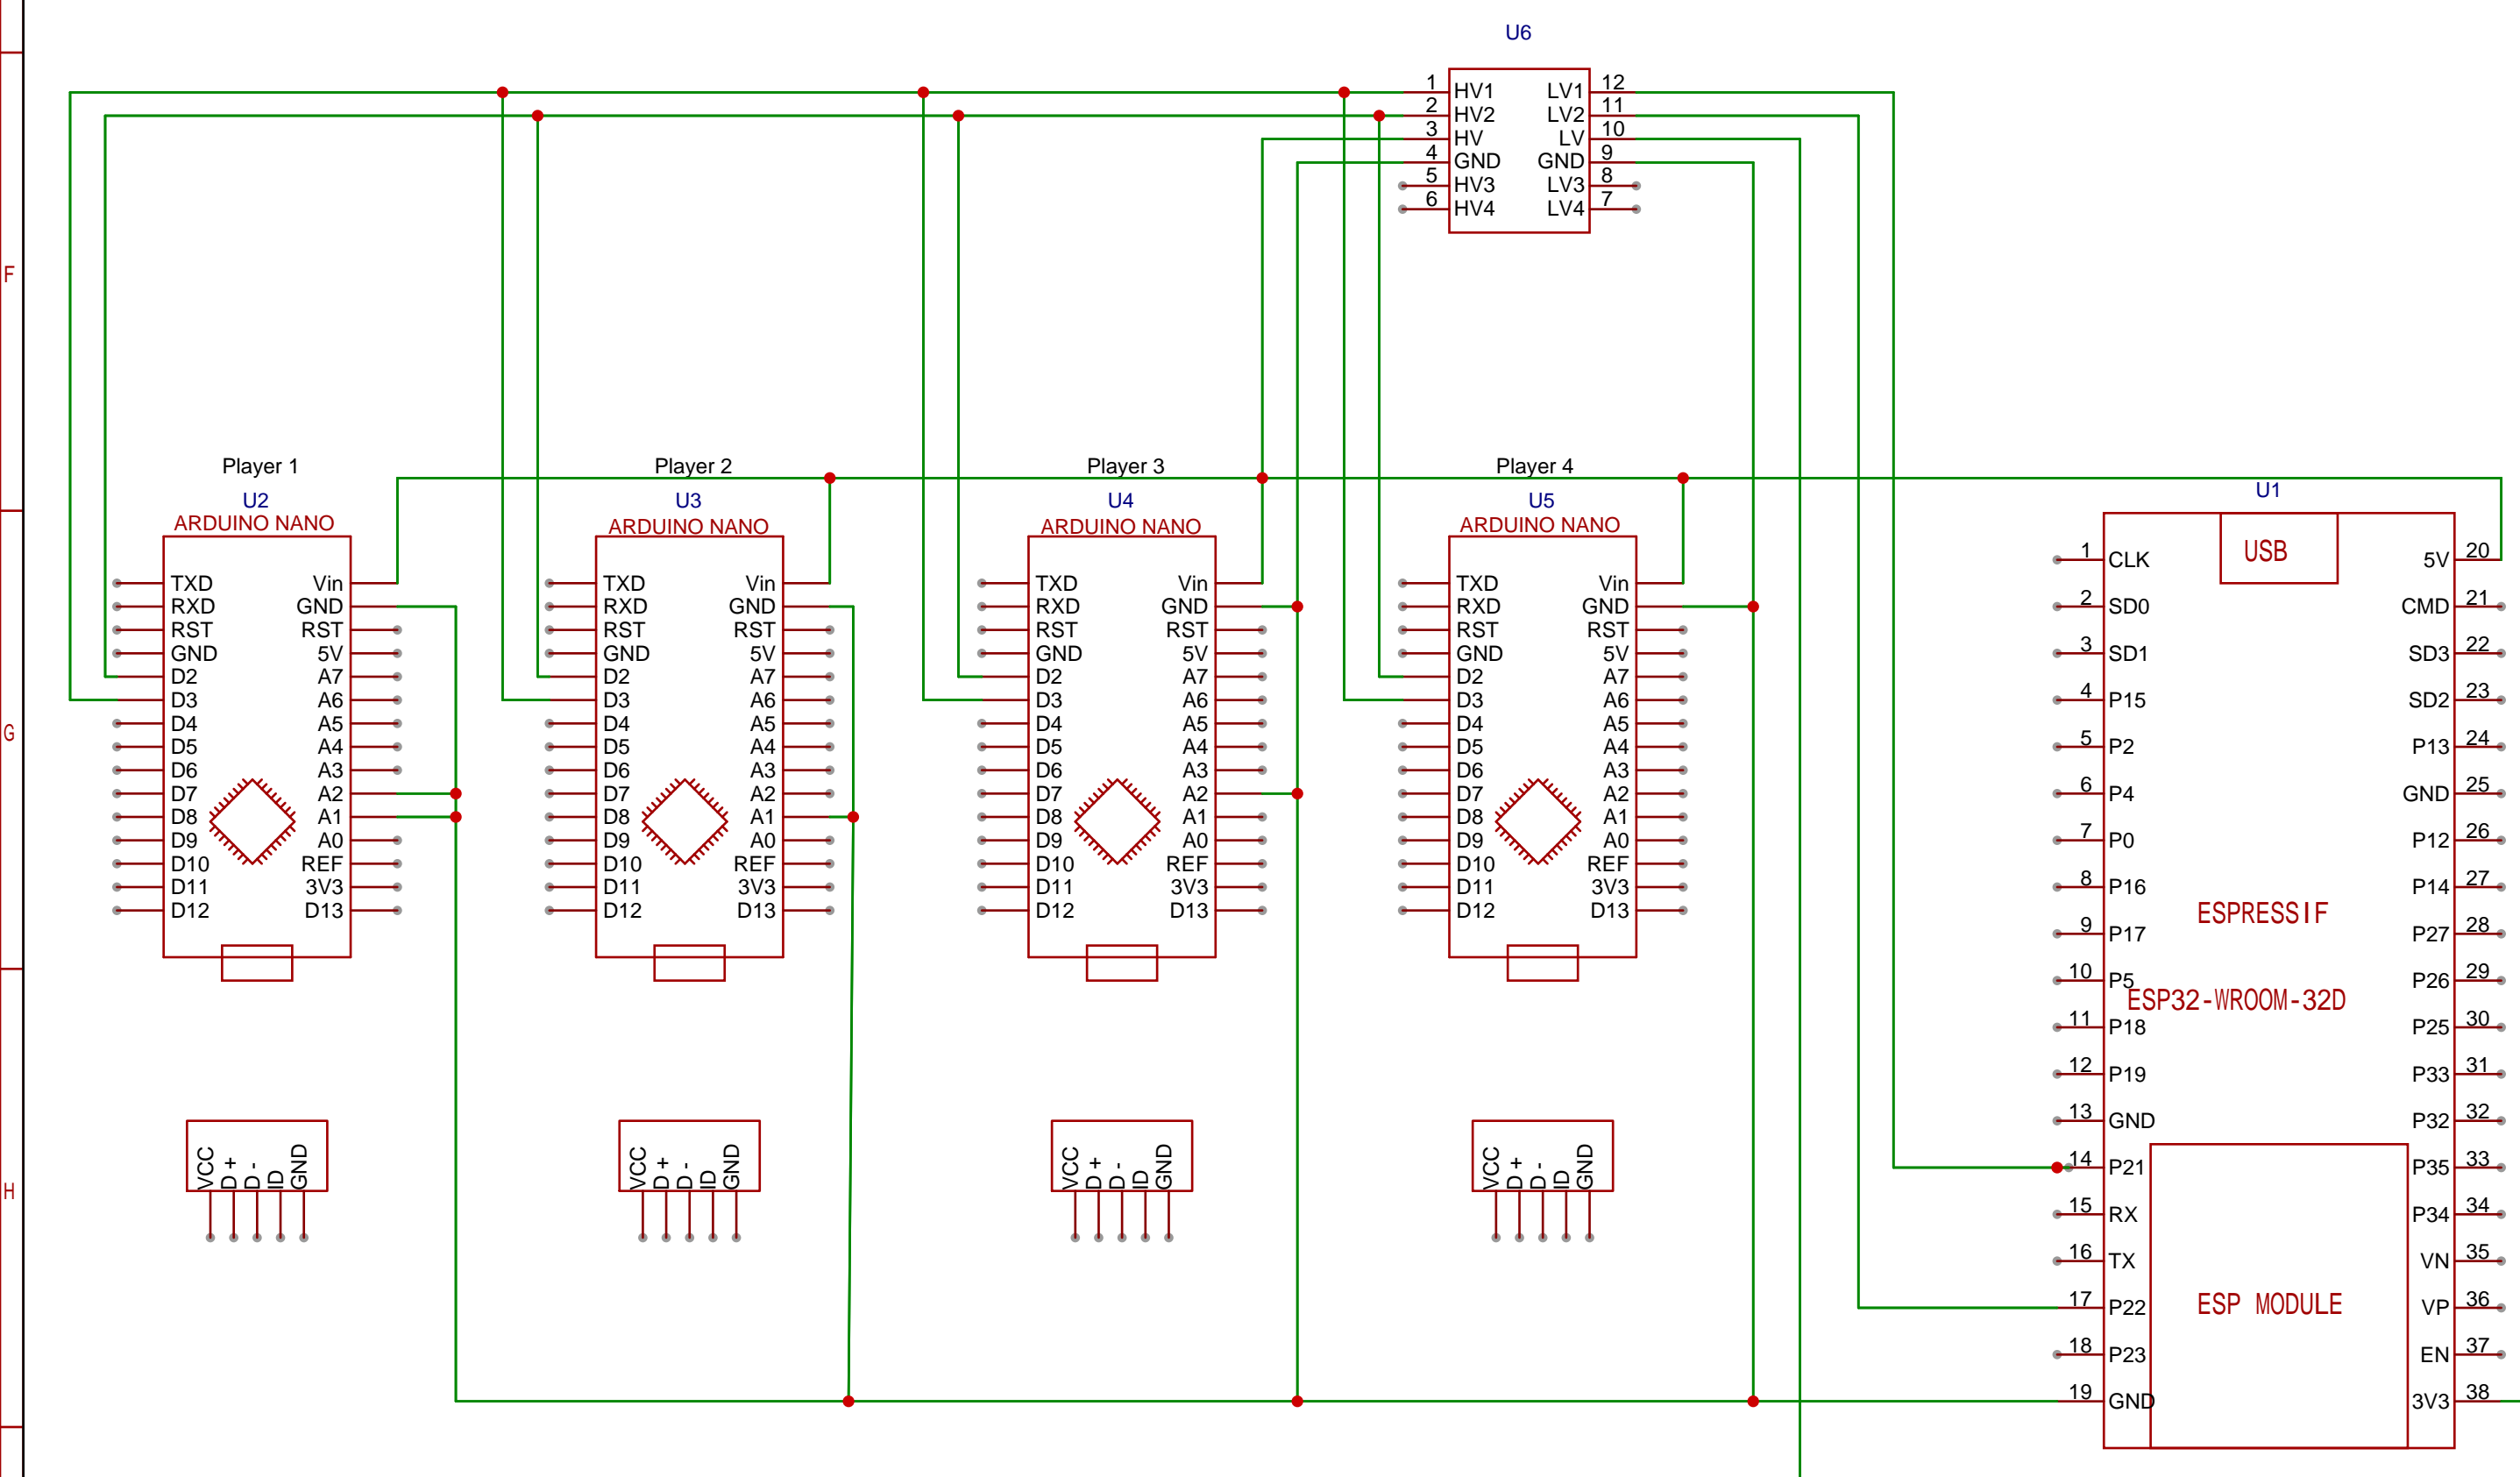 U6
1 HV1 LV1 12
2 HV2 LV2 11
3 HV LV 10
4 GND GND 9
5 HV3 LV3 8
6 HV4 LV4 7
F
Player 1
U2
ARDUINO NANO
TXD Vin
RXD GND
RST RST
GND 5V
D2 A7
D3 A6
D4 A5
D5 A4
D6 A3
D7 A2
D8 A1
D9 A0
D10 REF
D11 3V3
D12 D13
Player 2
U3
ARDUINO NANO
TXD Vin
RXD GND
RST RST
GND 5V
D2 A7
D3 A6
D4 A5
D5 A4
D6 A3
D7 A2
D8 A1
D9 A0
D10 REF
D11 3V3
D12 D13
Player 3
U4
ARDUINO NANO
TXD Vin
RXD GND
RST RST
GND 5V
D2 A7
D3 A6
D4 A5
D5 A4
D6 A3
D7 A2
D8 A1
D9 A0
D10 REF
D11 3V3
D12 D13
Player 4
U5
ARDUINO NANO
TXD Vin
RXD GND
RST RST
GND 5V
D2 A7
D3 A6
D4 A5
D5 A4
D6 A3
D7 A2
D8 A1
D9 A0
D10 REF
D11 3V3
D12 D13
U1
USB
1 CLK 5V 20
2 SD0 CMD 21
3 SD1 SD3 22
4 P15 SD2 23
5 P2 P13 24
6 P4 GND 25
7 P0 P12 26
8 P16 P14 27
ESPRESSIF
9 P17 P27 28
10 P5 P26 29
ESP32-WROOM-32D
11 P18 P25 30
12 P19 P33 31
13 GND P32 32
14 P21 P35 33
15 RX P34 34
16 TX VN 35
17 P22 VP 36
ESP MODULE
18 P23 EN 37
19 GND 3V3 38
G
H
VCC D+ D- ID GND
VCC D+ D- ID GND
VCC D+ D- ID GND
VCC D+ D- ID GND